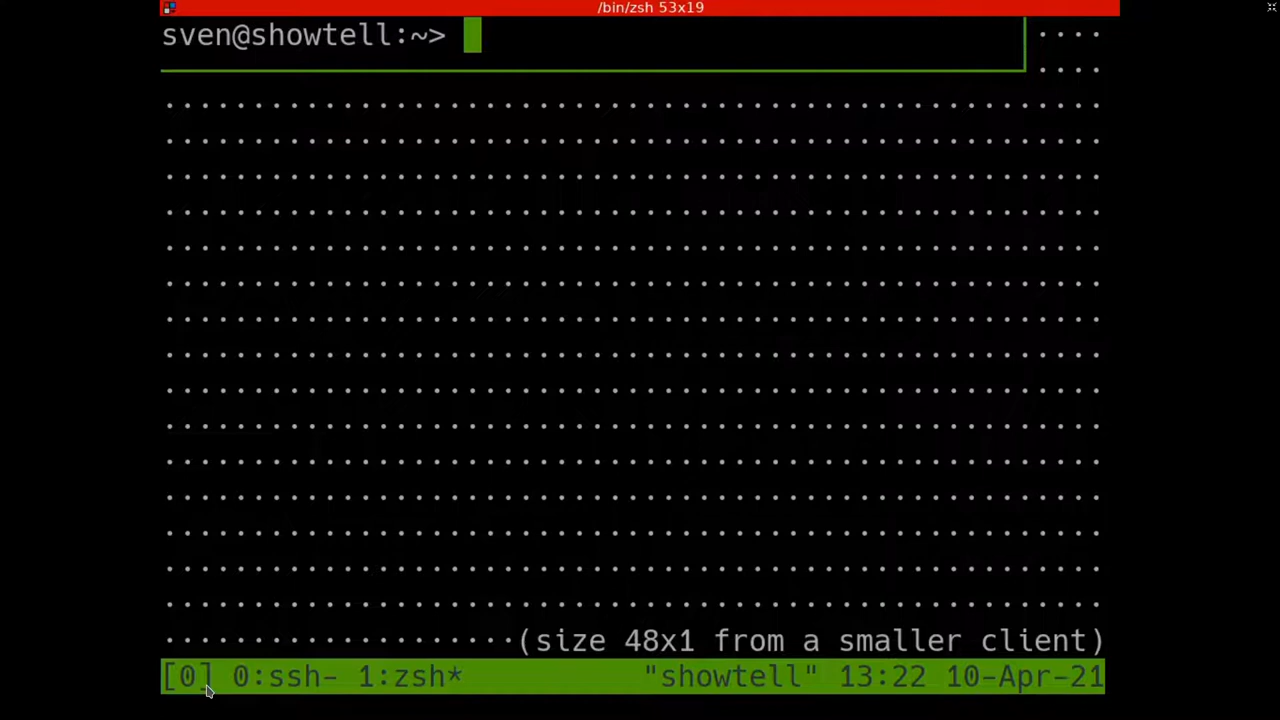 /bin/zsh 53x19
sven@showtell:~>
(size 48x1 from a smaller client)
[0] 0:ssh- 1:zsh* "showtell" 13:22 10-Apr-21